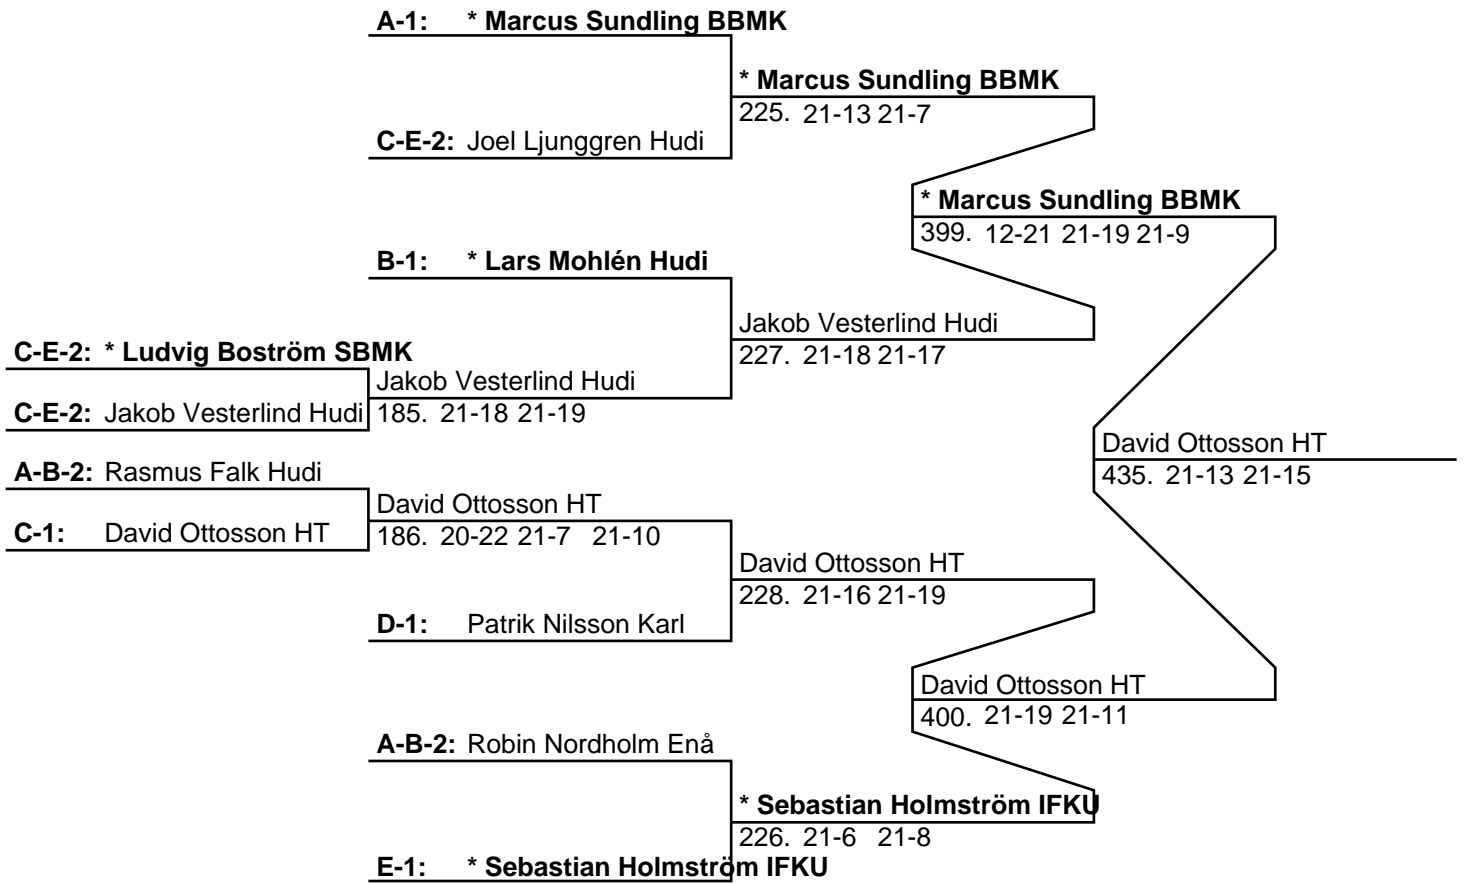 A-1: * Marcus Sundling BBMK
* Marcus Sundling BBMK
225. 21-13 21-7
C-E-2: Joel Ljunggren Hudi
* Marcus Sundling BBMK
399. 12-21 21-19 21-9
B-1: * Lars Mohlén Hudi
Jakob Vesterlind Hudi
227. 21-18 21-17
C-E-2: * Ludvig Boström SBMK
Jakob Vesterlind Hudi
185. 21-18 21-19
C-E-2: Jakob Vesterlind Hudi
David Ottosson HT
435. 21-13 21-15
A-B-2: Rasmus Falk Hudi
David Ottosson HT
186. 20-22 21-7 21-10
C-1: David Ottosson HT
David Ottosson HT
228. 21-16 21-19
D-1: Patrik Nilsson Karl
David Ottosson HT
400. 21-19 21-11
A-B-2: Robin Nordholm Enå
* Sebastian Holmström IFKU
226. 21-6 21-8
E-1: * Sebastian Holmström IFKU